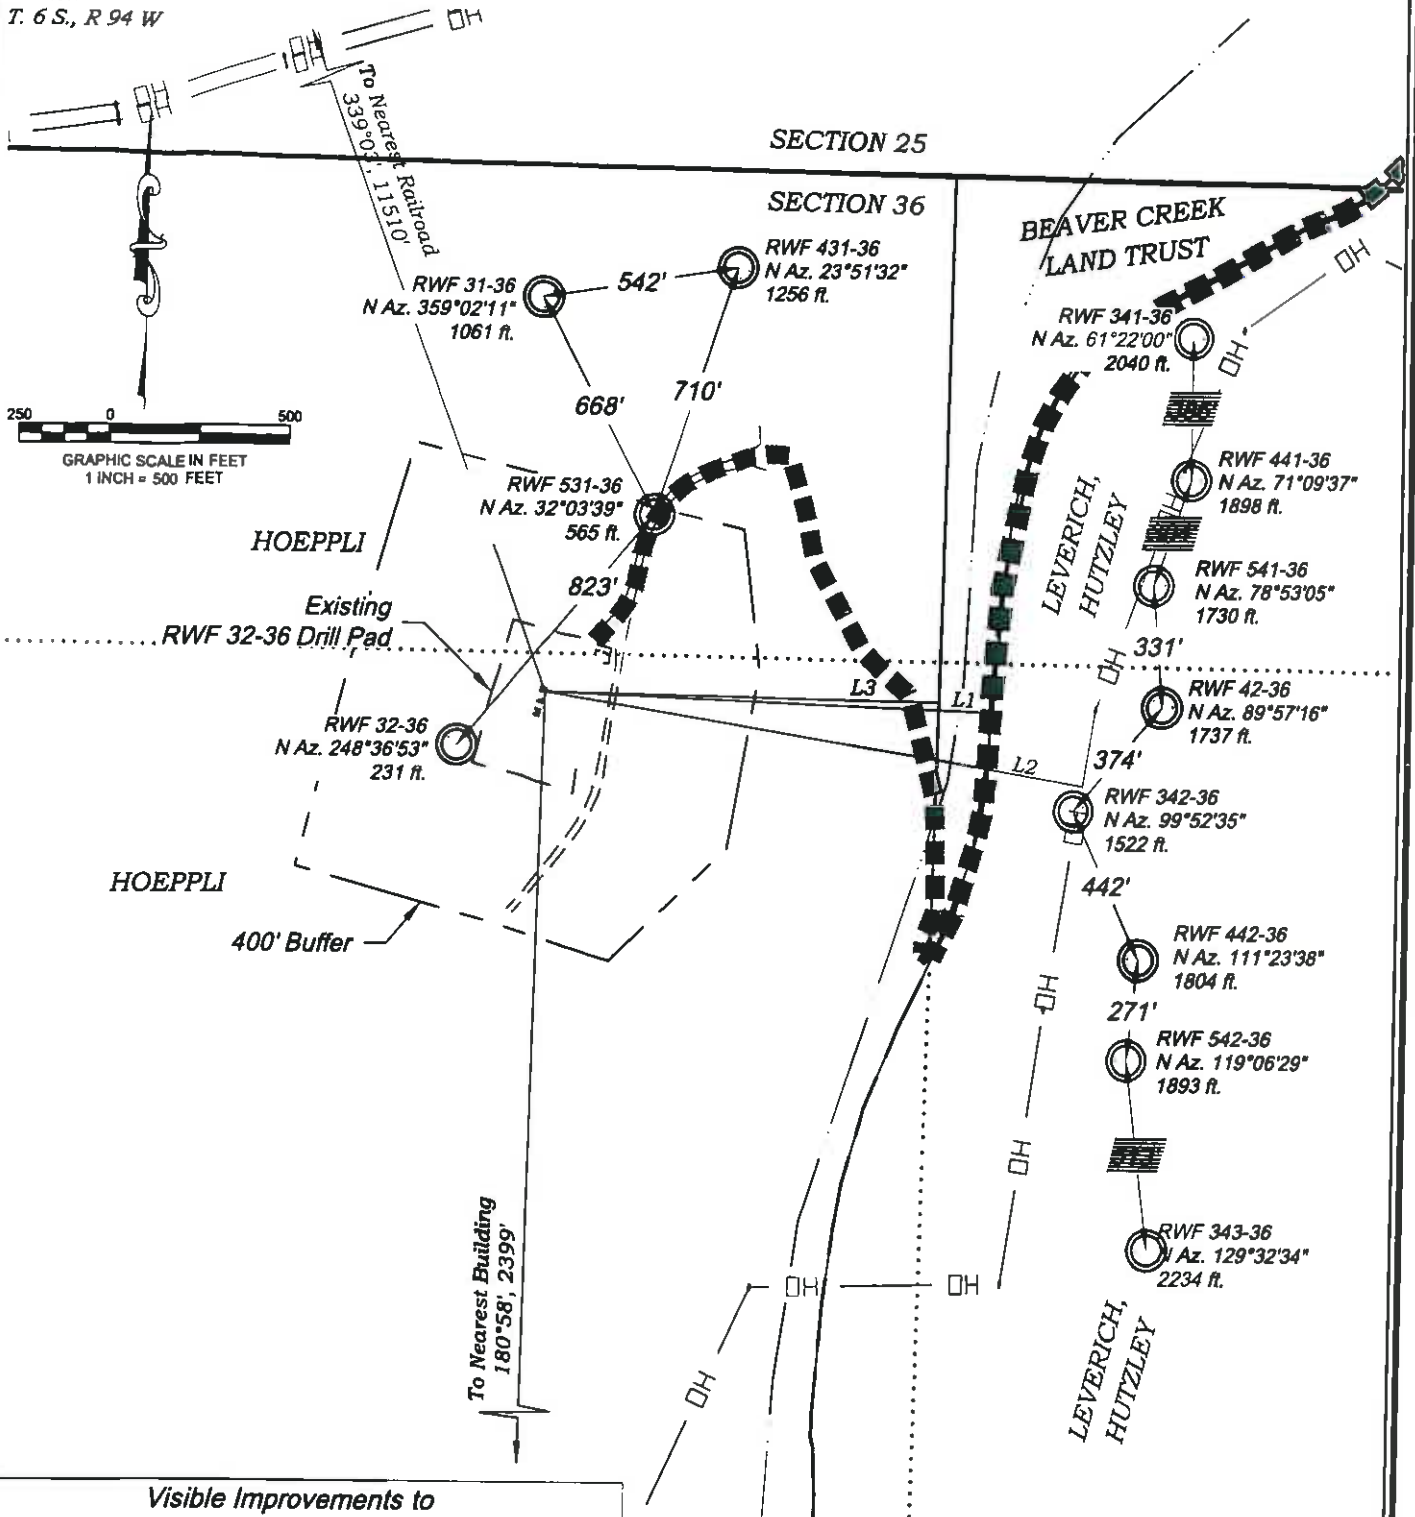 T. 6 S., R 94 W
OH
OH
OH
To Nearest Railroad
339°03', 11510'
SECTION 25
SECTION 36
BEAVER CREEK
LAND TRUST
OH
RWF 431-36
N Az. 23°51'32"
1256 ft.
542'
RWF 31-36
N Az. 359°02'11"
1061 ft.
RWF 341-36
N Az. 61°22'00"
2040 ft.
OH
668'
710'
250 0 500
GRAPHIC SCALE IN FEET
1 INCH = 500 FEET
RWF 441-36
N Az. 71°09'37"
1898 ft.
OH
RWF 531-36
N Az. 32°03'39"
565 ft.
LEVERICH,
HUTZLEY
HOEPPLI
823'
RWF 541-36
N Az. 78°53'05"
1730 ft.
Existing
RWF 32-36 Drill Pad
331'
OH
L3
L1
RWF 42-36
N Az. 89°57'16"
1737 ft.
RWF 32-36
N Az. 248°36'53"
231 ft.
L2
374'
RWF 342-36
N Az. 99°52'35"
1522 ft.
HOEPPLI
442'
400' Buffer
RWF 442-36
N Az. 111°23'38"
1804 ft.
OH
271'
RWF 542-36
N Az. 119°06'29"
1893 ft.
OH
RWF 343-36
N Az. 129°32'34"
2234 ft.
To Nearest Building
180°58', 2399'
OH
OH
OH
LEVERICH,
HUTZLEY
Visible Improvements to